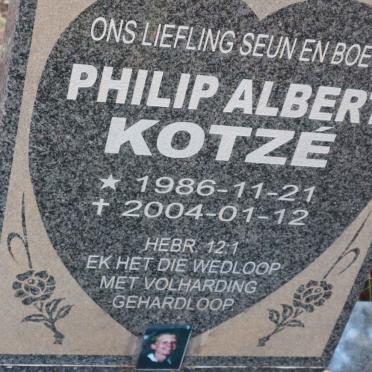 ONS LIEFLING SEUN EN BOE
PHILIP ALBERT
KOTZÉ
★ 1986-11-21
✝ 2004-01-12
HEBR. 12:1
EK HET DIE WEDLOOP
MET VOLHARDING
GEHARDLOOP